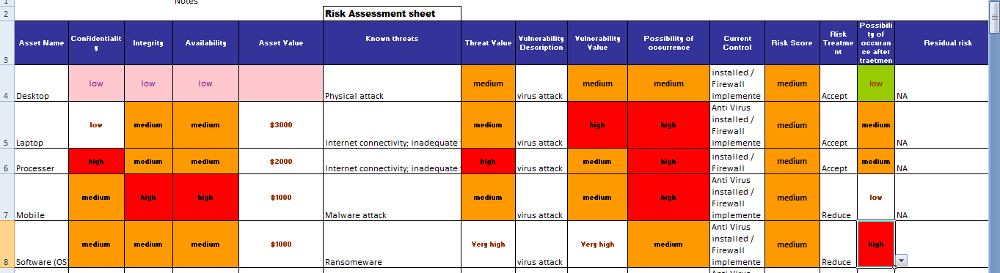 1 Notes
2 Risk Assessment sheet
3 Asset Name Confidentialit y Integrity Availability Asset Value Known threats Threat Value Vulnerability Description Vulnerability Value Possibility of occurrence Current Control Risk Score Risk Treatme nt Possibili ty of occuran ce after traetmen Residual risk
4 Desktop low low low Physical attack medium virus attack medium medium installed / Firewall implemente medium Accept low NA
5 Laptop low medium medium $3000 Internet connectivity; inadequate medium virus attack high high Anti Virus installed / Firewall implemente medium Accept medium NA
6 Processer high medium medium $2000 Internet connectivity; inadequate high virus attack medium high installed / Firewall medium Accept medium NA
7 Mobile medium high high $1000 Malware attack medium virus attack medium high Anti Virus installed / Firewall implemente medium Reduce low NA
8 Software (OS) medium medium medium $1000 Ransomeware Very high virus attack Very high medium Anti Virus installed / Firewall implemente medium Reduce high
Anti Virus